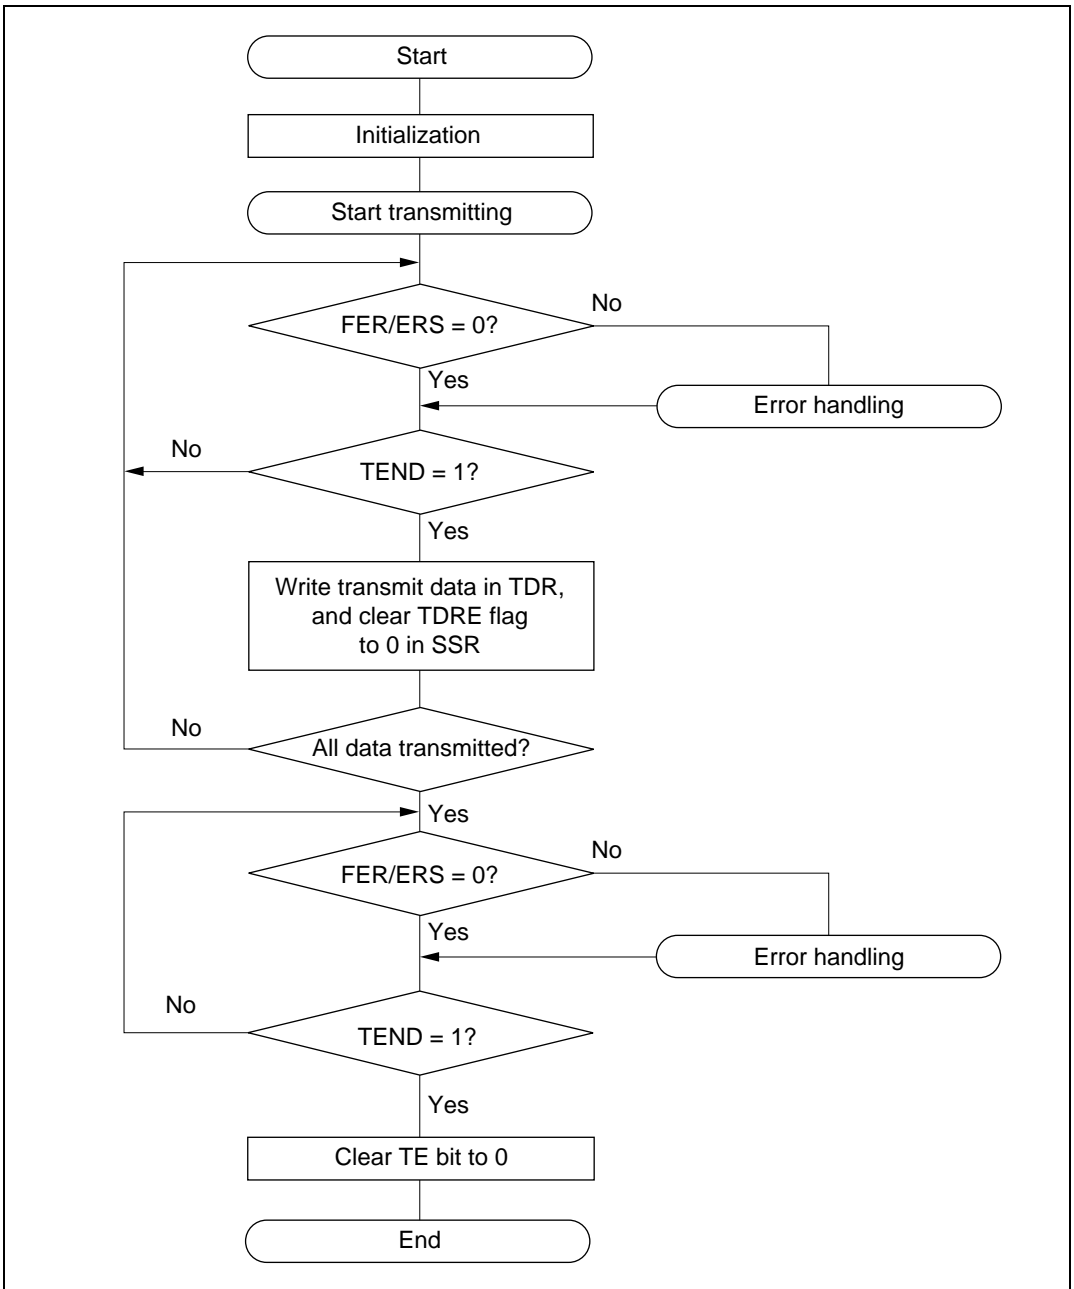 Start
Initialization
Start transmitting
FER/ERS = 0?
No
Yes
Error handling
No
TEND = 1?
Yes
Write transmit data in TDR,
and clear TDRE flag
to 0 in SSR
No
All data transmitted?
Yes
FER/ERS = 0?
No
Yes
Error handling
No
TEND = 1?
Yes
Clear TE bit to 0
End